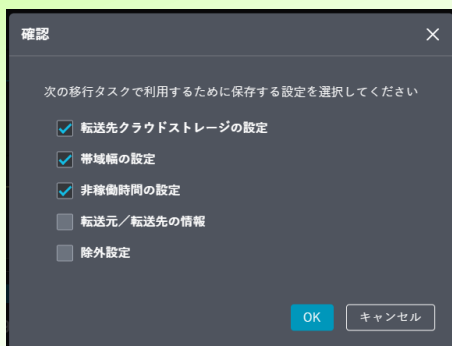 確認
次の移行タスクで利用するために保存する設定を選択してください
転送先クラウドストレージの設定
帯域幅の設定
非稼働時間の設定
転送元／転送先の情報
除外設定
OK キャンセル